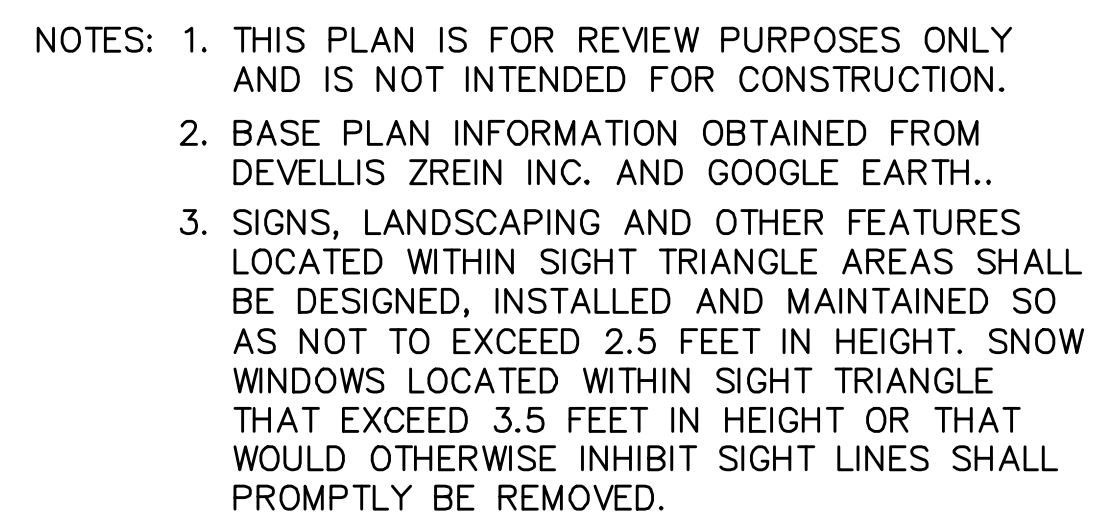 NOTES: 1. THIS PLAN IS FOR REVIEW PURPOSES ONLY
AND IS NOT INTENDED FOR CONSTRUCTION.
2. BASE PLAN INFORMATION OBTAINED FROM
DEVELLIS ZREIN INC. AND GOOGLE EARTH..
3. SIGNS, LANDSCAPING AND OTHER FEATURES
LOCATED WITHIN SIGHT TRIANGLE AREAS SHALL
BE DESIGNED, INSTALLED AND MAINTAINED SO
AS NOT TO EXCEED 2.5 FEET IN HEIGHT. SNOW
WINDOWS LOCATED WITHIN SIGHT TRIANGLE
THAT EXCEED 3.5 FEET IN HEIGHT OR THAT
WOULD OTHERWISE INHIBIT SIGHT LINES SHALL
PROMPTLY BE REMOVED.